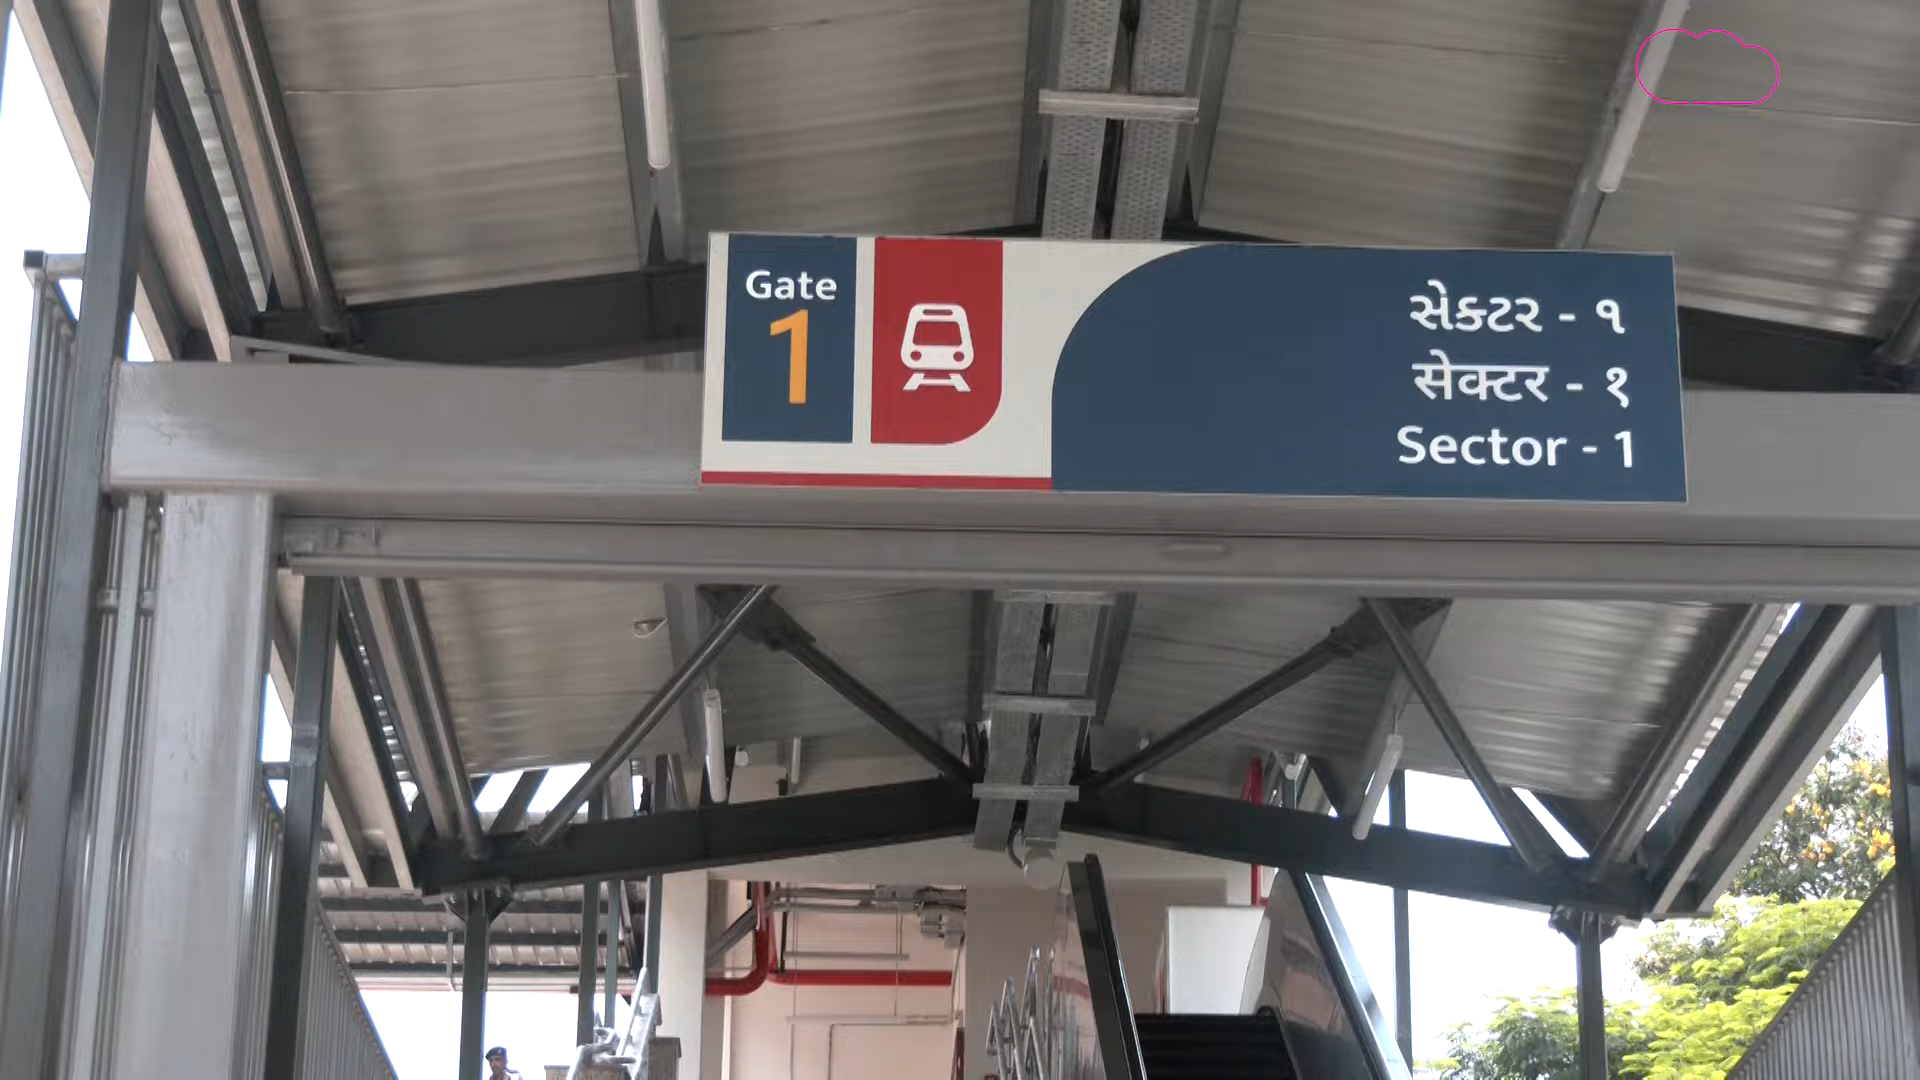 Gate
1
સેક્ટર - ૧
सेक्टर - १
Sector - 1